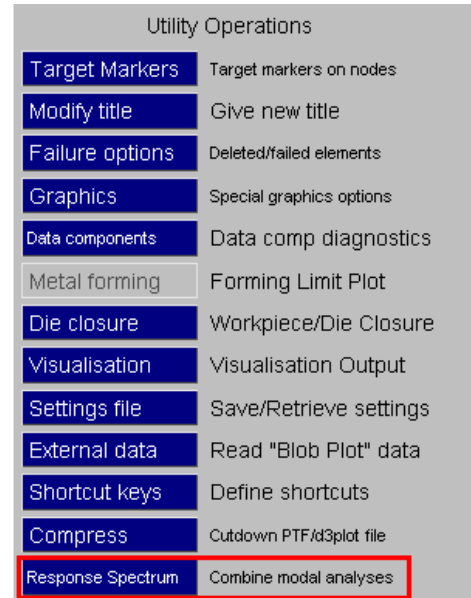 Utility Operations
Target Markers Target markers on nodes
Modify title Give new title
Failure options Deleted/failed elements
Graphics Special graphics options
Data components Data comp diagnostics
Metal forming Forming Limit Plot
Die closure Workpiece/Die Closure
Visualisation Visualisation Output
Settings file Save/Retrieve settings
External data Read "Blob Plot" data
Shortcut keys Define shortcuts
Compress Cutdown PTF/d3plot file
Response Spectrum Combine modal analyses